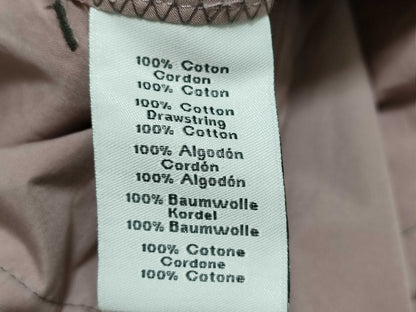 100% Coton
Cordon
100% Coton
100% Cotton
Drawstring
100% Cotton
100% Algodón
Cordón
100% Algodón
100% Baumwolle
Kordel
100% Baumwolle
100% Cotone
Cordone
100% Cotone